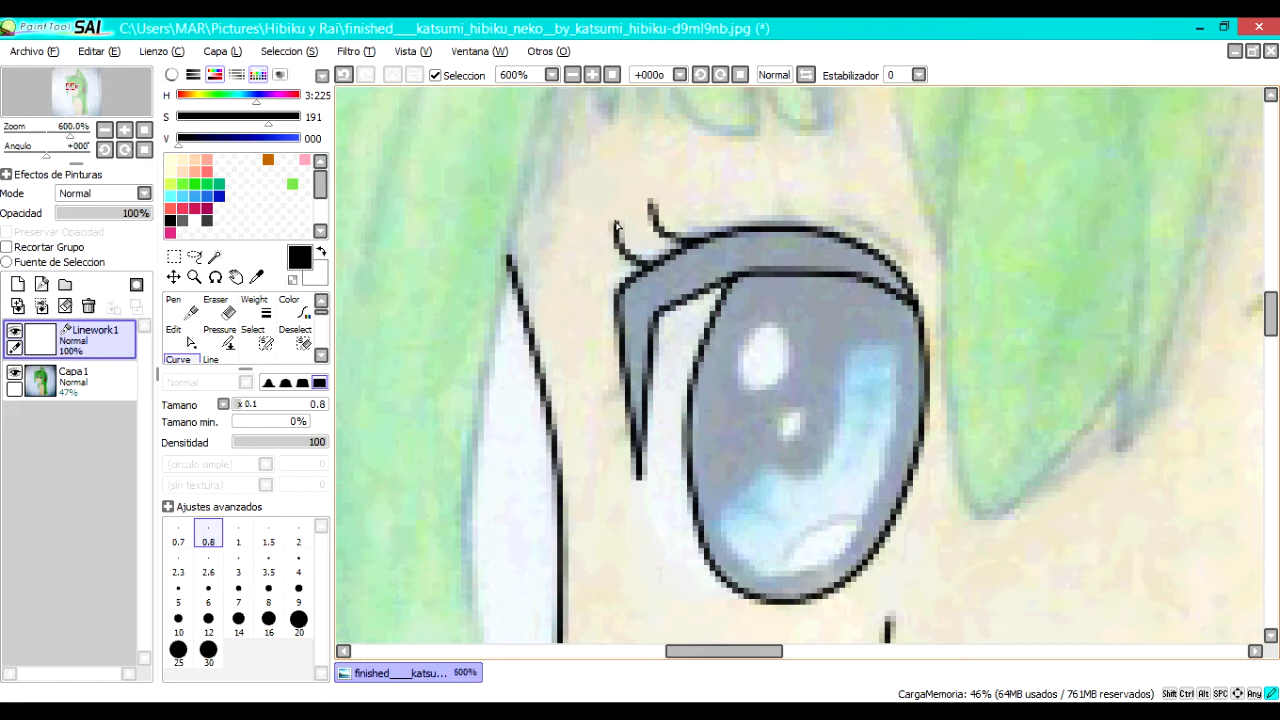 PaintTool SAI C:\Users\MAR\Pictures\Hibiku y Rai\finished___katsumi_hibiku_neko__by_katsumi_hibiku-d9ml9nb.jpg (*)
Archivo (F) Editar (E) Lienzo (C) Capa (L) Seleccion (S) Filtro (T) Vista (V) Ventana (W) Otros (O)
Seleccion 600% +000o Normal Estabilizador 0
H 3:225
S 191
V 000
Zoom 600.0%
Angulo +000°
Efectos de Pinturas
Mode Normal
Opacidad 100%
Preservar Opacidad
Recortar Grupo
Fuente de Seleccion
Linework1
Normal
100%
Capa1
Normal
47%
Pen Eraser Weight Color
Edit Pressure Select Deselect
Curve Line
Normal
Tamano x 0.1 0.8
Tamano min. 0%
Densitidad 100
(circulo simple) 0
(sin textura) 0
Ajustes avanzados
0.7 0.8 1 1.5 2
2.3 2.6 3 3.5 4
5 6 7 8 9
10 12 14 16 20
25 30
finished____katsu... 600%
CargaMemoria: 46% (64MB usados / 761MB reservados) Shift Ctrl Alt SPC Any